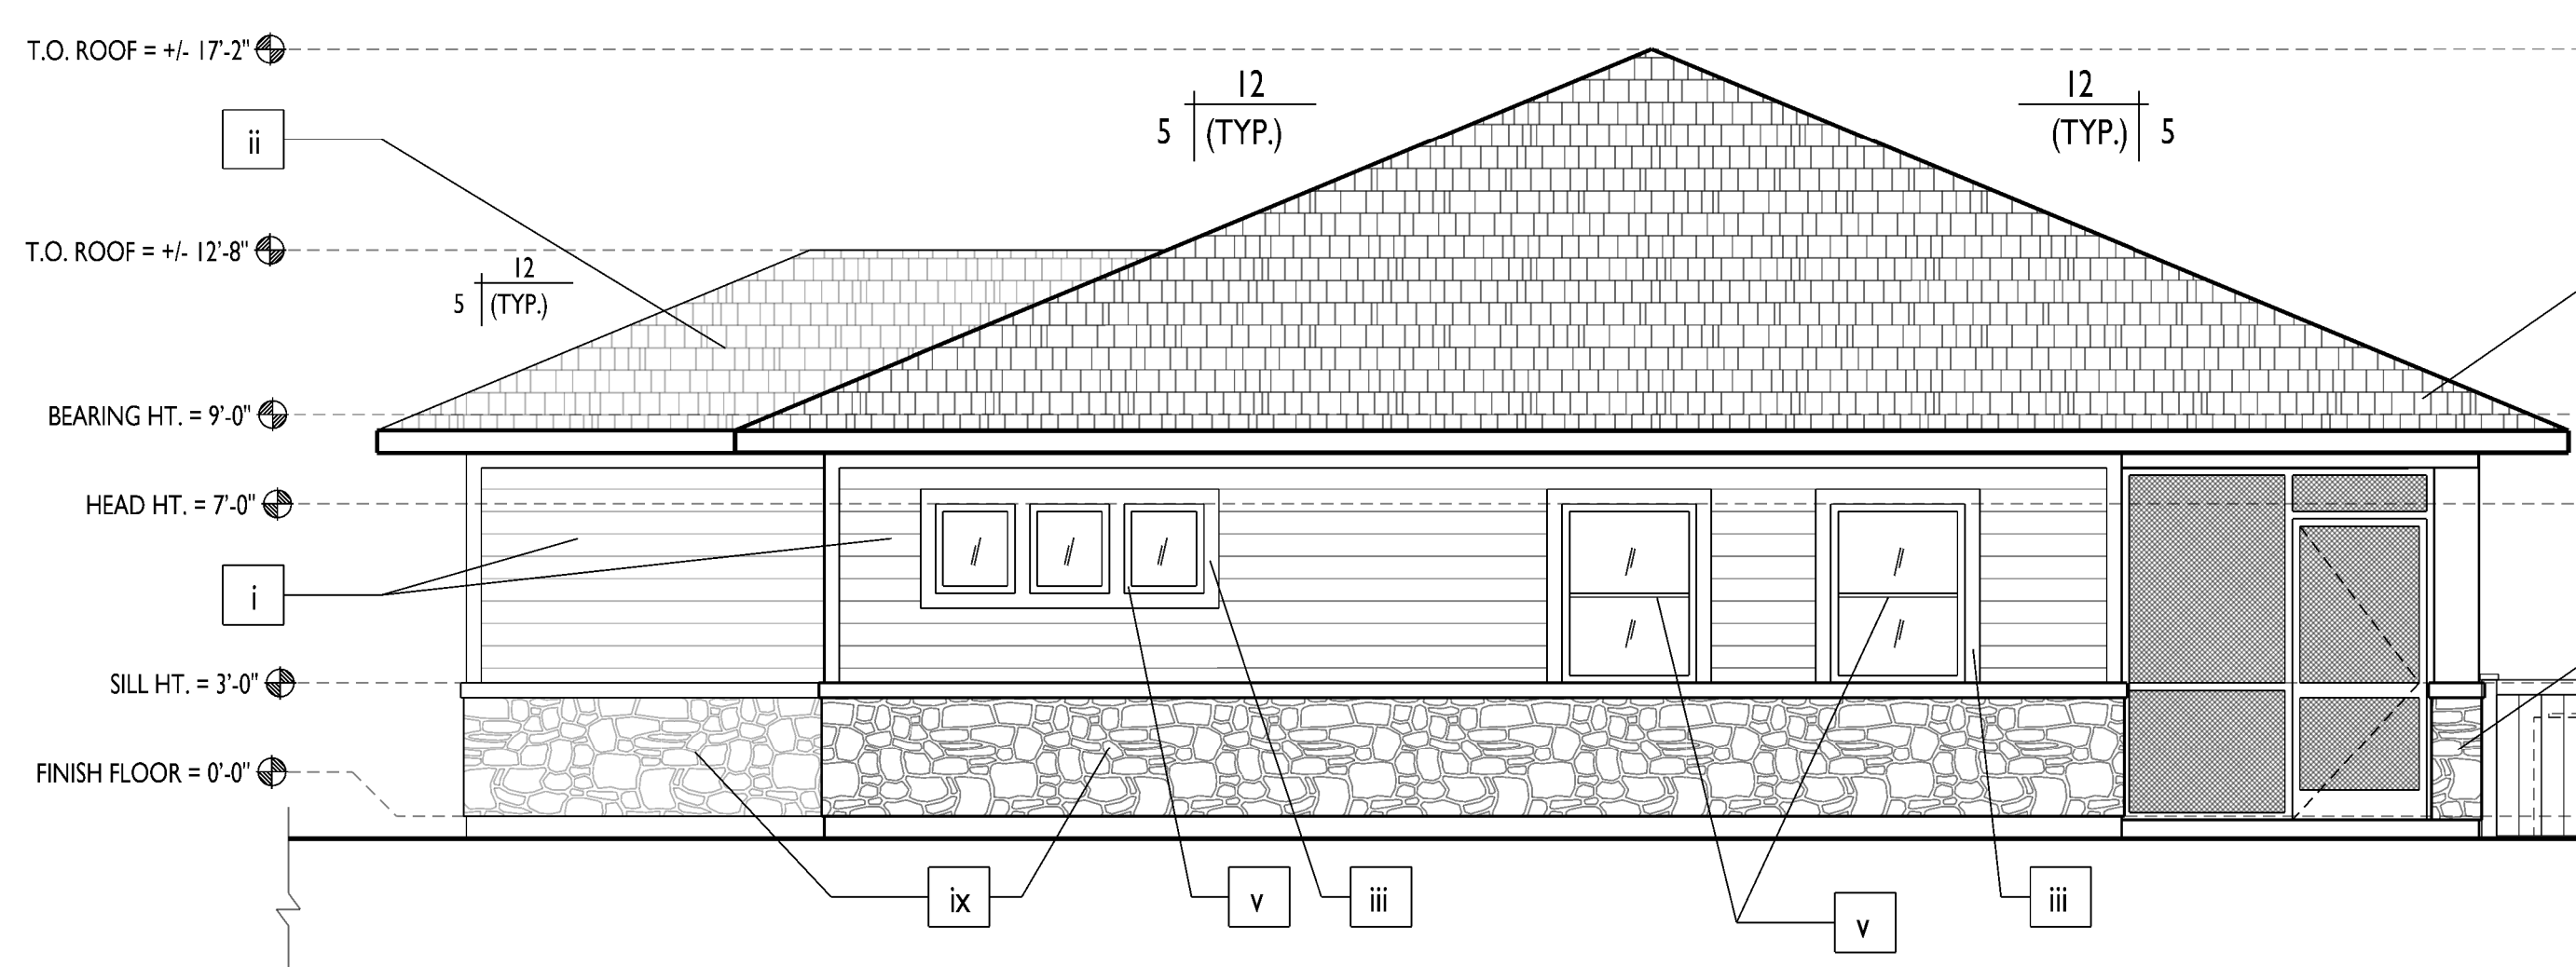 T.O. ROOF = +/- 17'-2"
12
5 (TYP.)
12
(TYP.) 5
ii
T.O. ROOF = +/- 12'-8"
12
5 (TYP.)
BEARING HT. = 9'-0"
HEAD HT. = 7'-0"
i
SILL HT. = 3'-0"
FINISH FLOOR = 0'-0"
ix
v
iii
v
iii